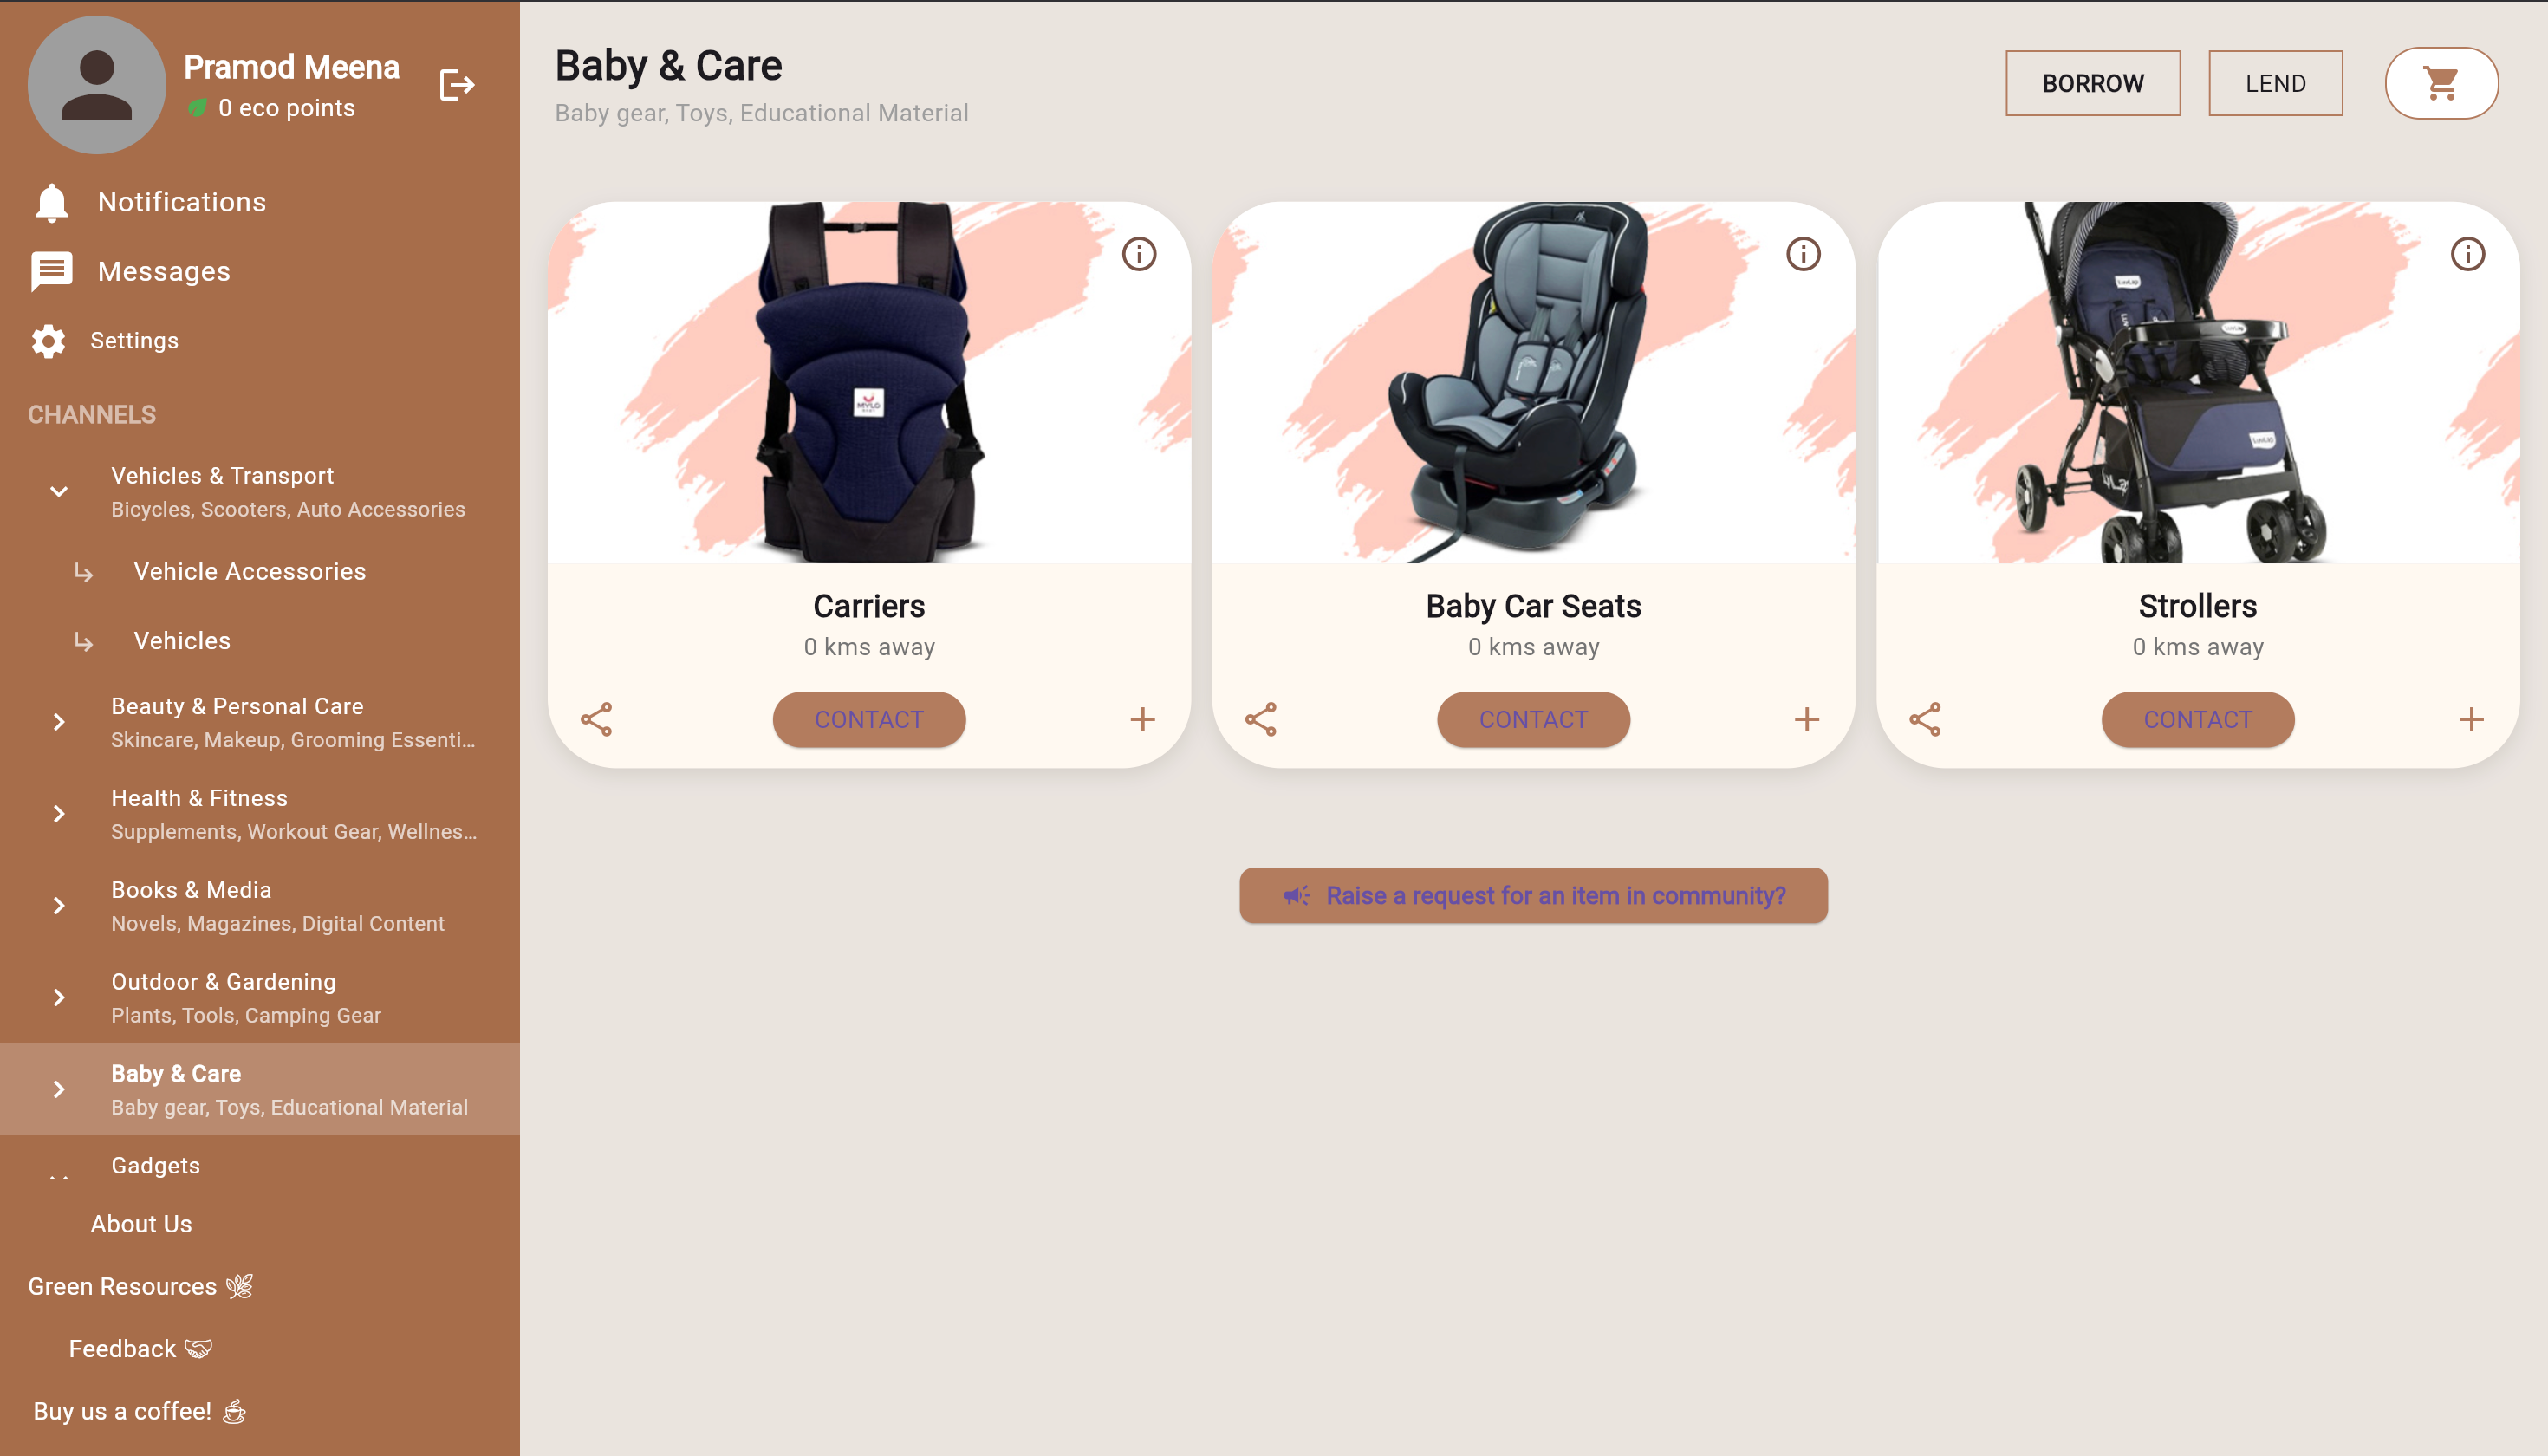 Pramod Meena
0 eco points
Notifications
Messages
Settings
CHANNELS
Vehicles & Transport
Bicycles, Scooters, Auto Accessories
Vehicle Accessories
Vehicles
Beauty & Personal Care
Skincare, Makeup, Grooming Essenti...
Health & Fitness
Supplements, Workout Gear, Wellnes...
Books & Media
Novels, Magazines, Digital Content
Outdoor & Gardening
Plants, Tools, Camping Gear
Baby & Care
Baby gear, Toys, Educational Material
Gadgets
About Us
Green Resources
Feedback
Buy us a coffee!
Baby & Care
Baby gear, Toys, Educational Material
BORROW
LEND
MYLO
LuvLap
LuvLap
Carriers
0 kms away
CONTACT
Baby Car Seats
0 kms away
CONTACT
Strollers
0 kms away
CONTACT
Raise a request for an item in community?